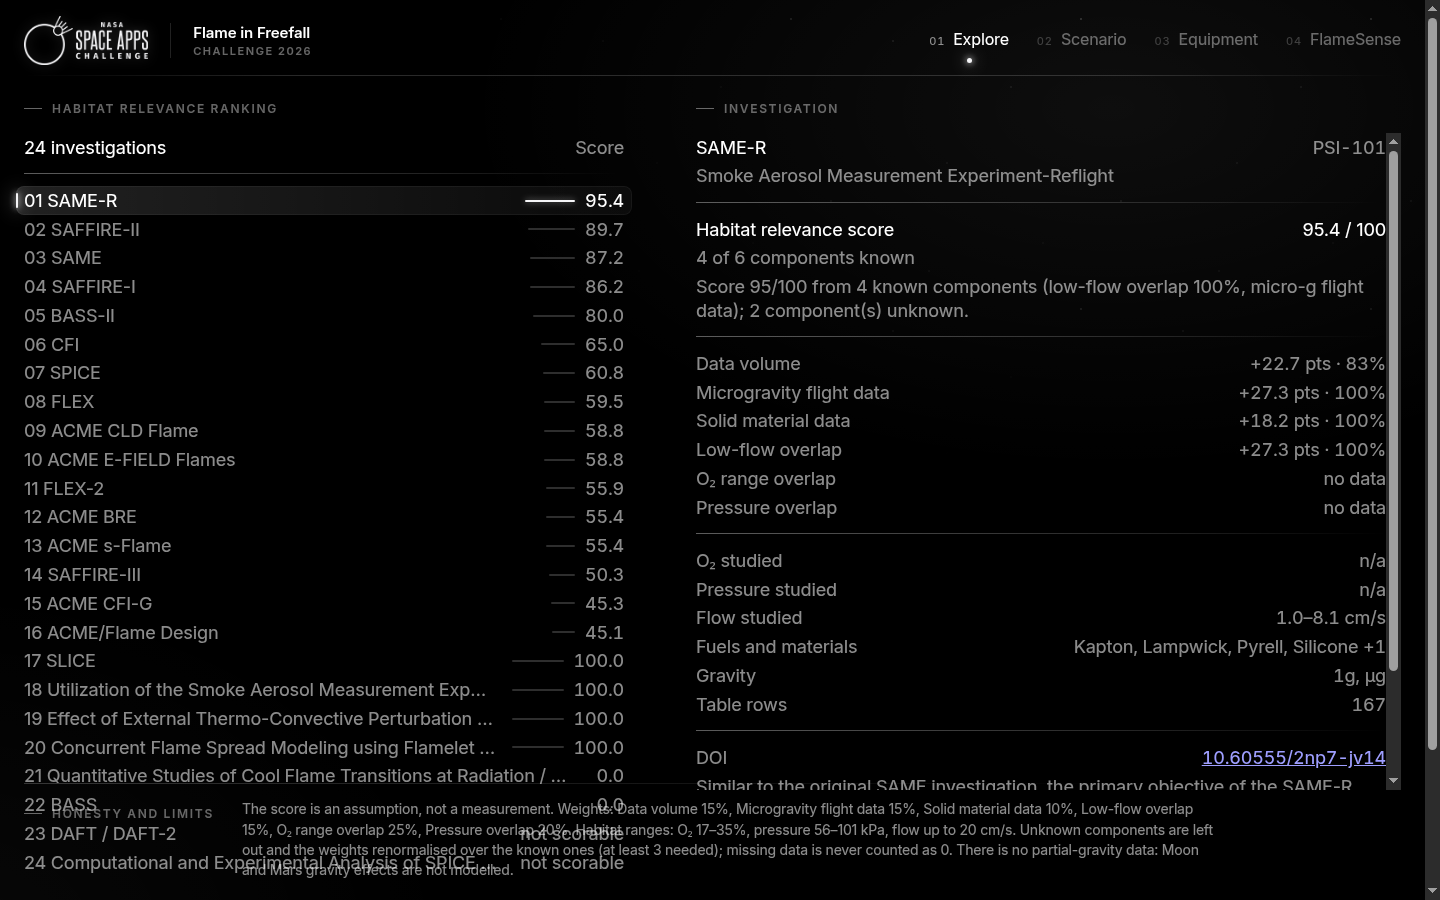 NASA
SPACE APPS
CHALLENGE
Flame in Freefall
CHALLENGE 2026
01 Explore
02 Scenario
03 Equipment
04 FlameSense
HABITAT RELEVANCE RANKING
24 investigations Score
01 SAME-R 95.4
02 SAFFIRE-II 89.7
03 SAME 87.2
04 SAFFIRE-I 86.2
05 BASS-II 80.0
06 CFI 65.0
07 SPICE 60.8
08 FLEX 59.5
09 ACME CLD Flame 58.8
10 ACME E-FIELD Flames 58.8
11 FLEX-2 55.9
12 ACME BRE 55.4
13 ACME s-Flame 55.4
14 SAFFIRE-III 50.3
15 ACME CFI-G 45.3
16 ACME/Flame Design 45.1
17 SLICE 100.0
18 Utilization of the Smoke Aerosol Measurement Exp... 100.0
19 Effect of External Thermo-Convective Perturbation ... 100.0
20 Concurrent Flame Spread Modeling using Flamelet ... 100.0
21 Quantitative Studies of Cool Flame Transitions at Radiation / ... 0.0
22 BASS 0.0
23 DAFT / DAFT-2 not scorable
24 Computational and Experimental Analysis of SPICE ... not scorable
INVESTIGATION
SAME-R PSI-101
Smoke Aerosol Measurement Experiment-Reflight
Habitat relevance score 95.4 / 100
4 of 6 components known
Score 95/100 from 4 known components (low-flow overlap 100%, micro-g flight
data); 2 component(s) unknown.
Data volume +22.7 pts · 83%
Microgravity flight data +27.3 pts · 100%
Solid material data +18.2 pts · 100%
Low-flow overlap +27.3 pts · 100%
O₂ range overlap no data
Pressure overlap no data
O₂ studied n/a
Pressure studied n/a
Flow studied 1.0–8.1 cm/s
Fuels and materials Kapton, Lampwick, Pyrell, Silicone +1
Gravity 1g, µg
Table rows 167
DOI 10.60555/2np7-jv14
Similar to the original SAME investigation, the primary objective of the SAME-R
HONESTY AND LIMITS
The score is an assumption, not a measurement. Weights: Data volume 15%, Microgravity flight data 15%, Solid material data 10%, Low-flow overlap
15%, O₂ range overlap 25%, Pressure overlap 20%. Habitat ranges: O₂ 17–35%, pressure 56–101 kPa, flow up to 20 cm/s. Unknown components are left
out and the weights renormalised over the known ones (at least 3 needed); missing data is never counted as 0. There is no partial-gravity data: Moon
and Mars gravity effects are not modelled.